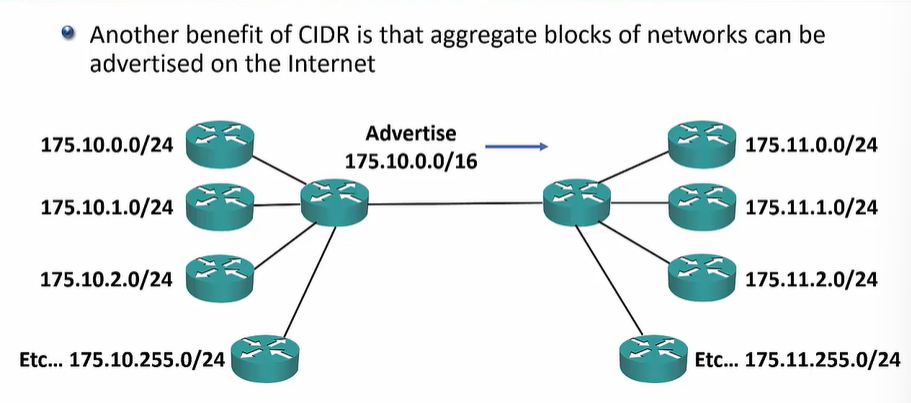 Another benefit of CIDR is that aggregate blocks of networks can be
advertised on the Internet
Advertise
175.10.0.0/16
175.10.0.0/24
175.11.0.0/24
175.10.1.0/24
175.11.1.0/24
175.10.2.0/24
175.11.2.0/24
Etc... 175.10.255.0/24
Etc... 175.11.255.0/24